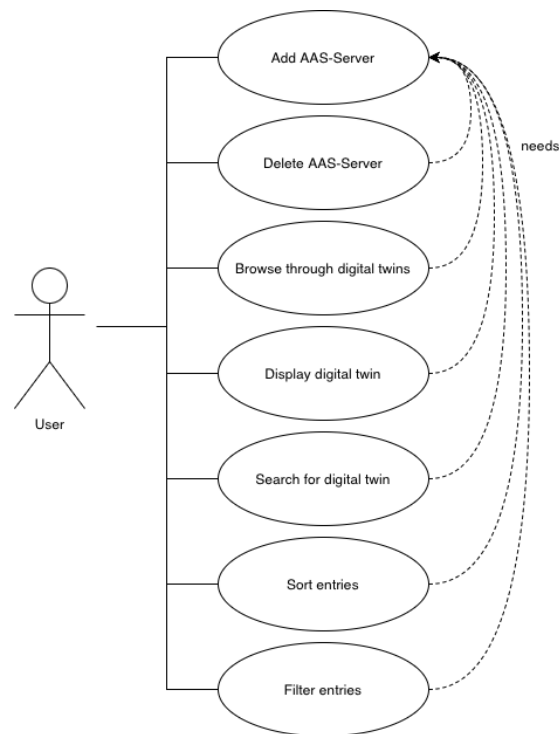 Add AAS-Server
needs
Delete AAS-Server
Browse through digital twins
Display digital twin
User
Search for digital twin
Sort entries
Filter entries